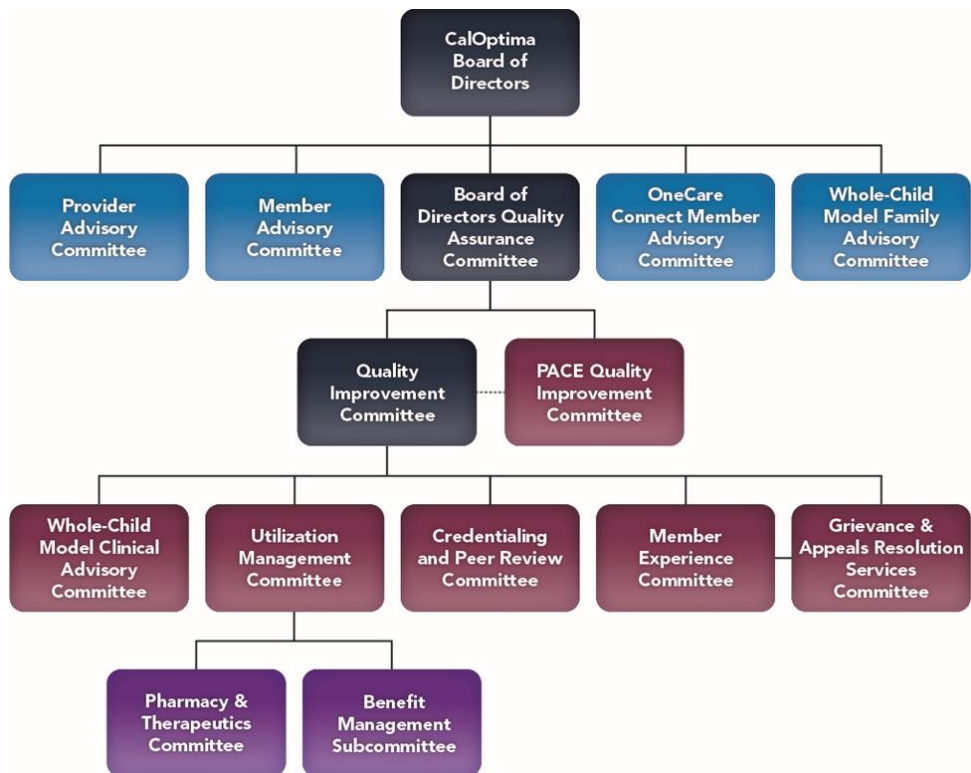 CalOptima
Board of
Directors
Provider
Advisory
Committee
Member
Advisory
Committee
Board of
Directors Quality
Assurance
Committee
OneCare
Connect Member
Advisory
Committee
Whole-Child
Model Family
Advisory
Committee
Quality
Improvement
Committee
PACE Quality
Improvement
Committee
Whole-Child
Model Clinical
Advisory
Committee
Utilization
Management
Committee
Credentialing
and Peer Review
Committee
Member
Experience
Committee
Grievance &
Appeals Resolution
Services
Committee
Pharmacy &
Therapeutics
Committee
Benefit
Management
Subcommittee